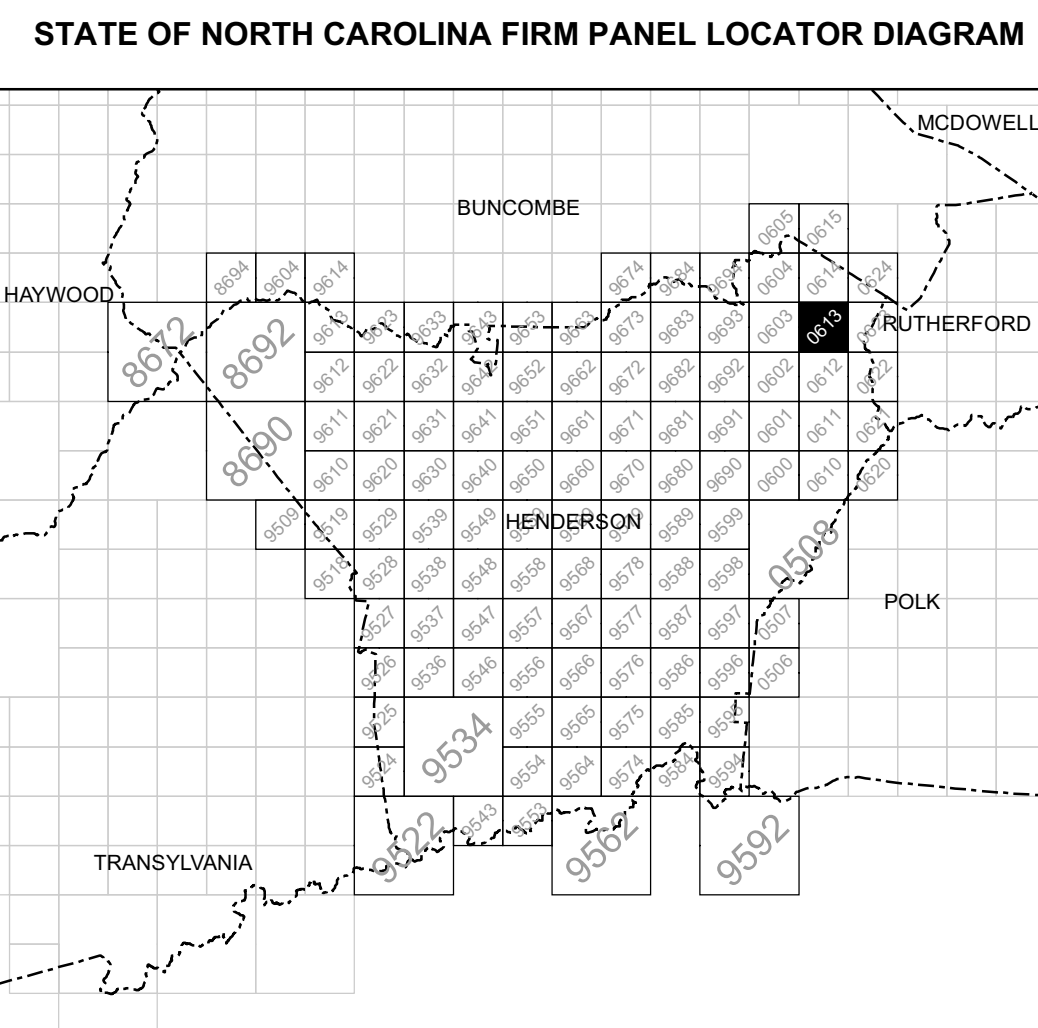 STATE OF NORTH CAROLINA FIRM PANEL LOCATOR DIAGRAM
MCDOWELL
BUNCOMBE
0605 0615
8694 9604 9614 9674 9684 9694 0604 0614 0624
HAYWOOD
8672 8692 9613 9623 9633 9643 9653 9663 9673 9683 9693 0603 0613 RUTHERFORD
9612 9622 9632 9642 9652 9662 9672 9682 9692 0602 0612 0622
8690 9611 9621 9631 9641 9651 9661 9671 9681 9691 0601 0611 0621
9610 9620 9630 9640 9650 9660 9670 9680 9690 0600 0610 0620
9509 9519 9529 9539 9549 HENDERSON 9589 9599
0508
9518 9528 9538 9548 9558 9568 9578 9588 9598
POLK
9527 9537 9547 9557 9567 9577 9587 9597 0507
9526 9536 9546 9556 9566 9576 9586 9596 0506
9525 9534 9555 9565 9575 9585 9595
9524 9554 9564 9574 9584 9594
9522 9543 9553 9562 9592
TRANSYLVANIA